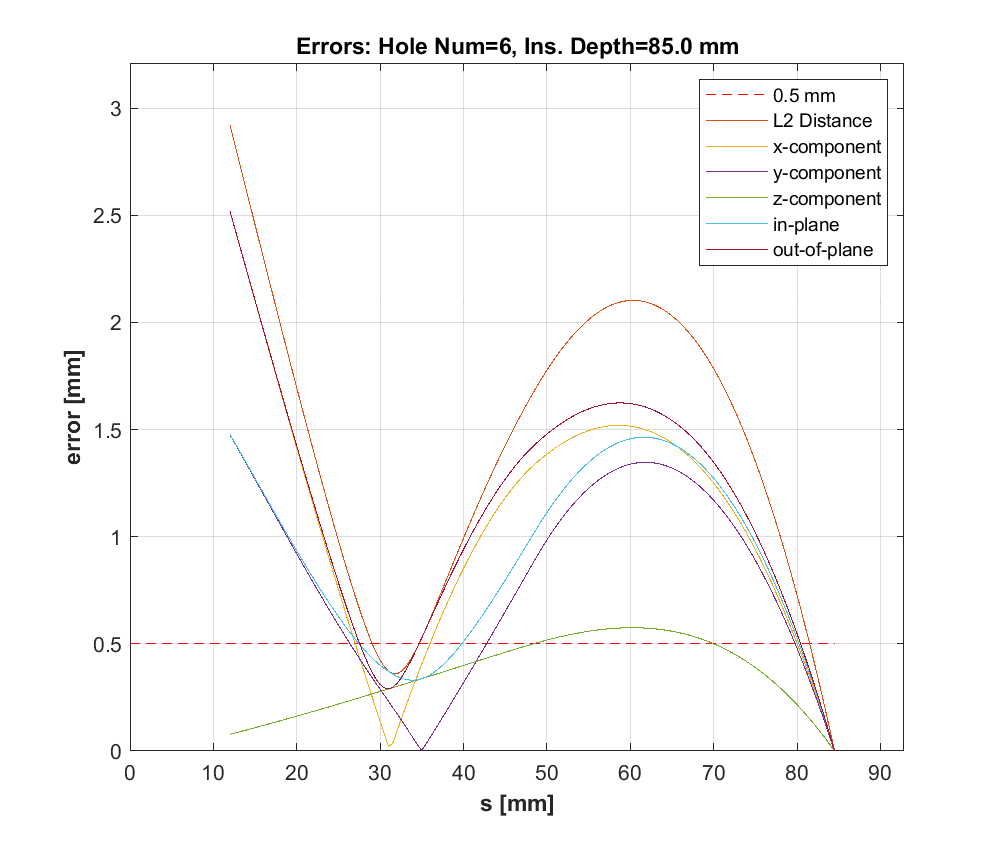 Errors: Hole Num=6, Ins. Depth=85.0 mm
3
2.5
2
1.5
1
0.5
0
error [mm]
0.5 mm
L2 Distance
x-component
y-component
z-component
in-plane
out-of-plane
0 10 20 30 40 50 60 70 80 90
s [mm]